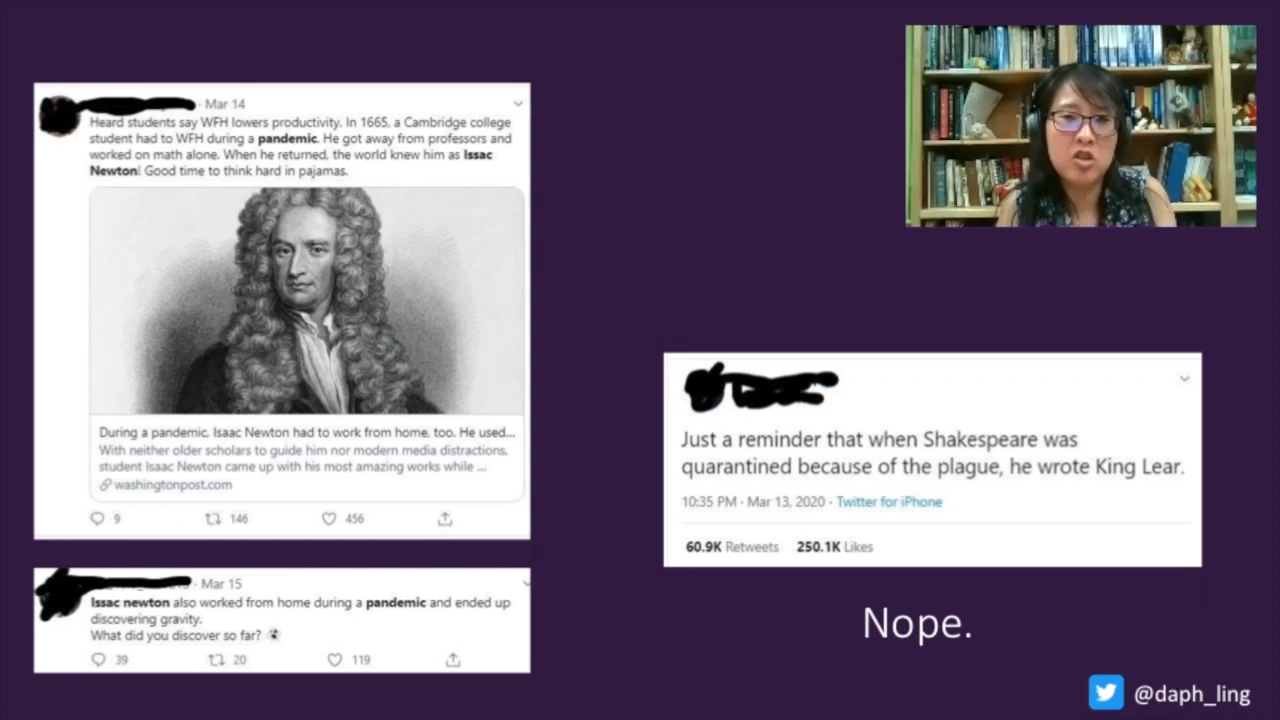 · Mar 14
Heard students say WFH lowers productivity. In 1665, a Cambridge college
student had to WFH during a pandemic. He got away from professors and
worked on math alone. When he returned, the world knew him as Issac
Newton! Good time to think hard in pajamas.
During a pandemic, Isaac Newton had to work from home, too. He used...
With neither older scholars to guide him nor modern media distractions,
student Isaac Newton came up with his most amazing works while ...
washingtonpost.com
9 146 456
· Mar 15
Issac newton also worked from home during a pandemic and ended up
discovering gravity.
What did you discover so far?
39 20 119
Just a reminder that when Shakespeare was
quarantined because of the plague, he wrote King Lear.
10:35 PM · Mar 13, 2020 · Twitter for iPhone
60.9K Retweets 250.1K Likes
Nope.
@daph_ling